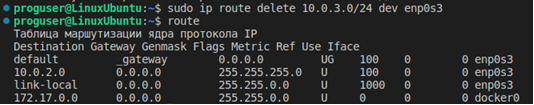 proguser@LinuxUbuntu:~$ sudo ip route delete 10.0.3.0/24 dev enp0s3
proguser@LinuxUbuntu:~$ route
Таблица маршутизации ядра протокола IP
Destination Gateway Genmask Flags Metric Ref Use Iface
default _gateway 0.0.0.0 UG 100 0 0 enp0s3
10.0.2.0 0.0.0.0 255.255.255.0 U 100 0 0 enp0s3
link-local 0.0.0.0 255.255.0.0 U 1000 0 0 enp0s3
172.17.0.0 0.0.0.0 255.255.0.0 U 0 0 0 docker0